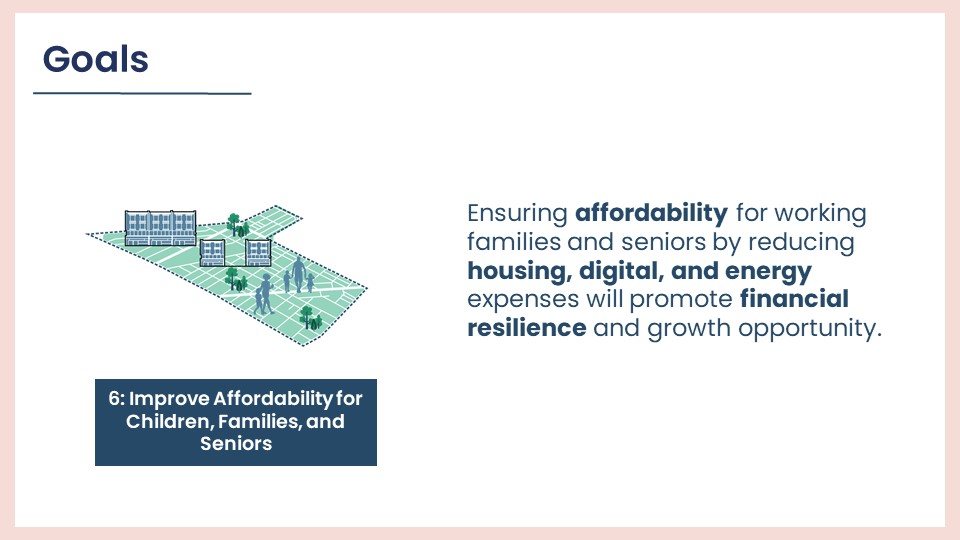 Goals
Ensuring affordability for working
families and seniors by reducing
housing, digital, and energy
expenses will promote financial
resilience and growth opportunity.
6: Improve Affordability for
Children, Families, and
Seniors